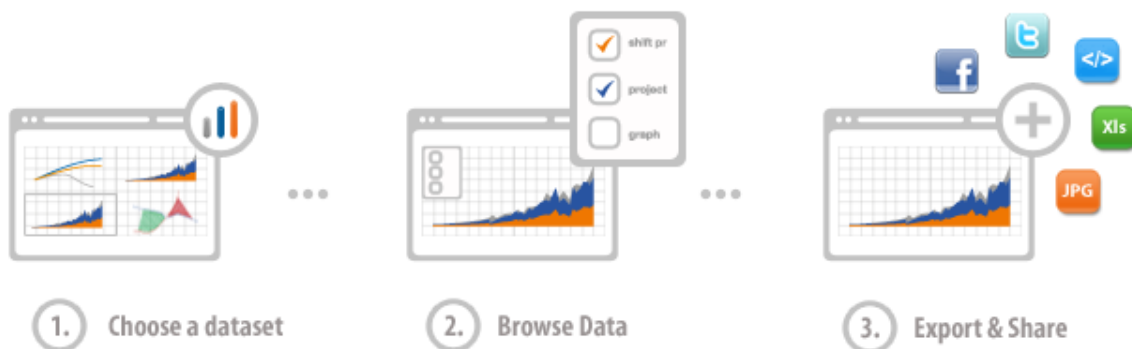 shift pr
project
graph
</>
Xls
JPG
1. Choose a dataset
2. Browse Data
3. Export & Share